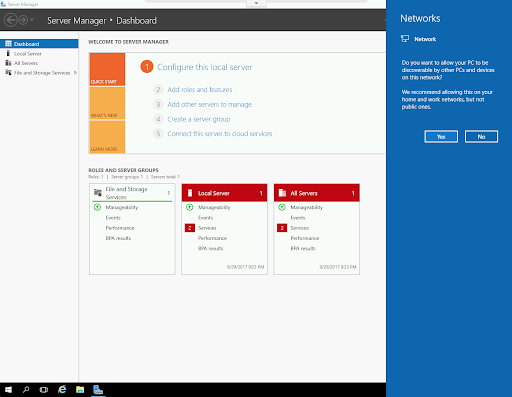 Server Manager
Server Manager • Dashboard
Networks
Network
Do you want to allow your PC to be
discoverable by other PCs and devices
on this network?
We recommend allowing this on your
home and work networks, but not
public ones.
Yes
No
Dashboard
Local Server
All Servers
File and Storage Services
WELCOME TO SERVER MANAGER
QUICK START
WHAT'S NEW
LEARN MORE
1 Configure this local server
2 Add roles and features
3 Add other servers to manage
4 Create a server group
5 Connect this server to cloud services
ROLES AND SERVER GROUPS
Roles: 1 | Server groups: 1 | Servers total: 1
File and Storage
Services
1
Manageability
Events
Performance
BPA results
Local Server 1
Manageability
Events
2 Services
Performance
BPA results
9/29/2017 9:23 PM
All Servers 1
Manageability
Events
2 Services
Performance
BPA results
9/29/2017 9:23 PM